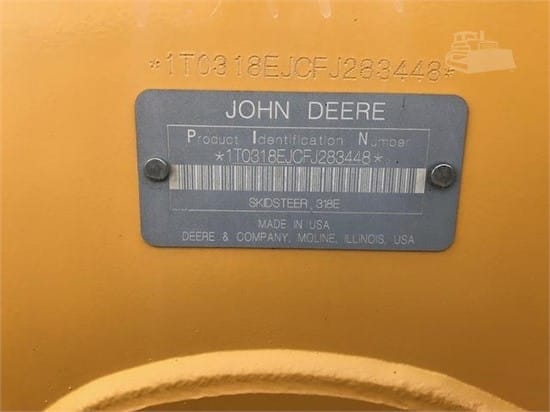 *1T0318EJCFJ283448*
JOHN DEERE
Product Identification Number
*1T0318EJCFJ283448*
SKIDSTEER, 318E
MADE IN USA
DEERE & COMPANY, MOLINE, ILLINOIS, USA